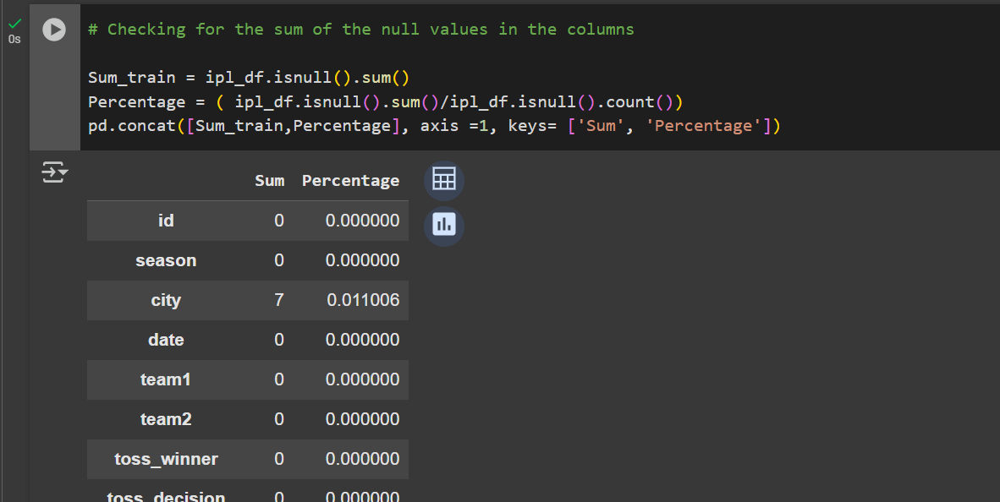 0s
# Checking for the sum of the null values in the columns
Sum_train = ipl_df.isnull().sum()
Percentage = ( ipl_df.isnull().sum()/ipl_df.isnull().count())
pd.concat([Sum_train,Percentage], axis =1, keys= ['Sum', 'Percentage'])
Sum Percentage
id 0 0.000000
season 0 0.000000
city 7 0.011006
date 0 0.000000
team1 0 0.000000
team2 0 0.000000
toss_winner 0 0.000000
toss_decision 0 0.000000